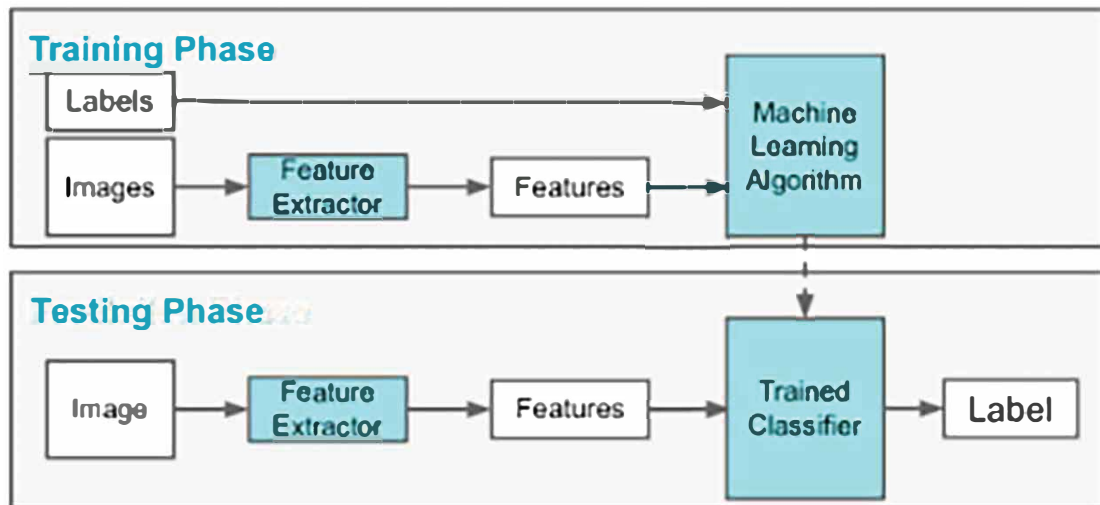 Training Phase
Labels
Images
Feature
Extractor
Features
Machine
Learning
Algorithm
Testing Phase
Image
Feature
Extractor
Features
Trained
Classifier
Label